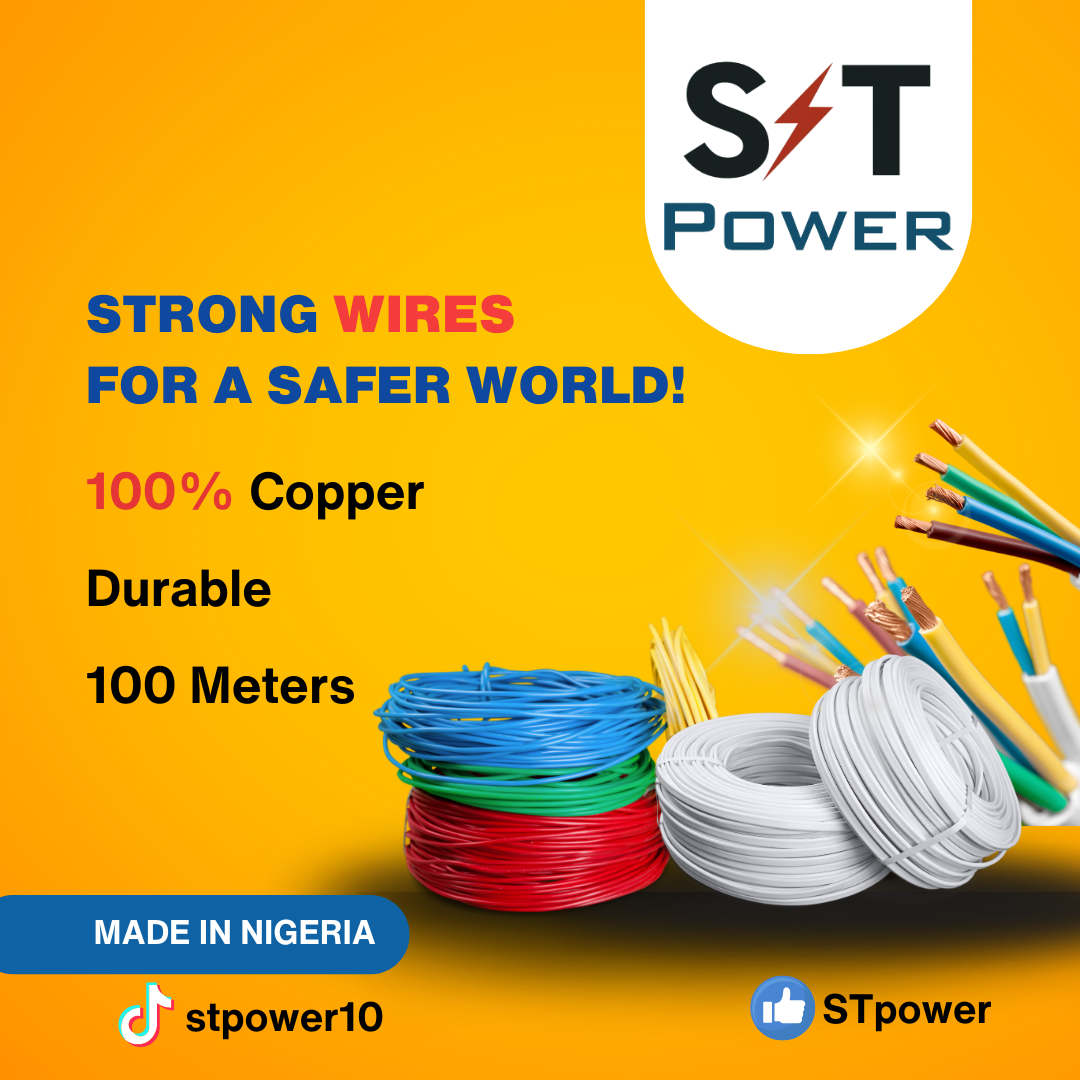 S T
POWER
STRONG WIRES
FOR A SAFER WORLD!
100% Copper
Durable
100 Meters
MADE IN NIGERIA
stpower10
STpower